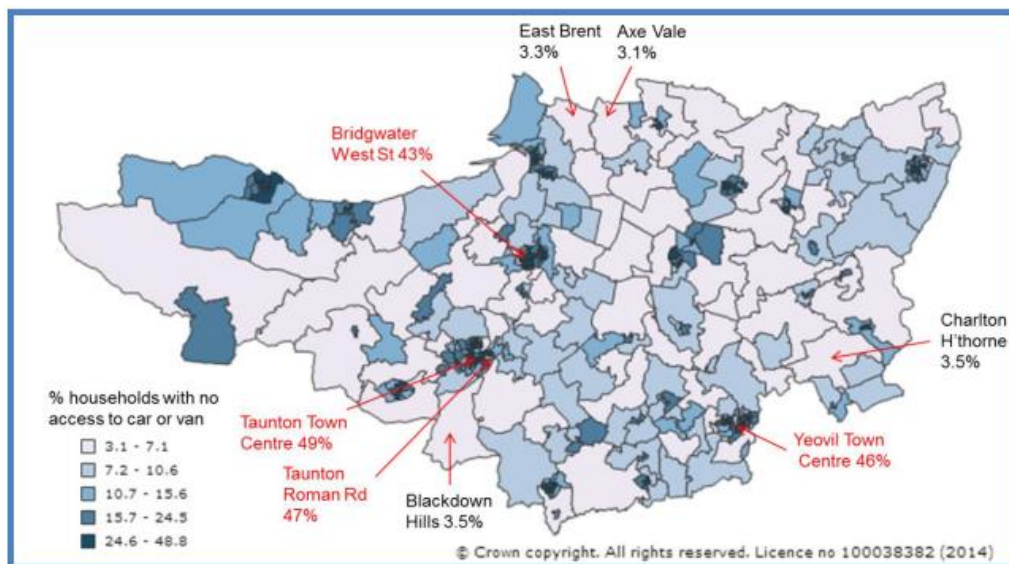 East Brent
3.3%
Axe Vale
3.1%
Bridgwater
West St 43%
Charlton
H'thorne
3.5%
% households with no
access to car or van
3.1 - 7.1
7.2 - 10.6
10.7 - 15.6
15.7 - 24.5
24.6 - 48.8
Taunton Town
Centre 49%
Taunton
Roman Rd
47%
Blackdown
Hills 3.5%
Yeovil Town
Centre 46%
© Crown copyright. All rights reserved. Licence no 100038382 (2014)